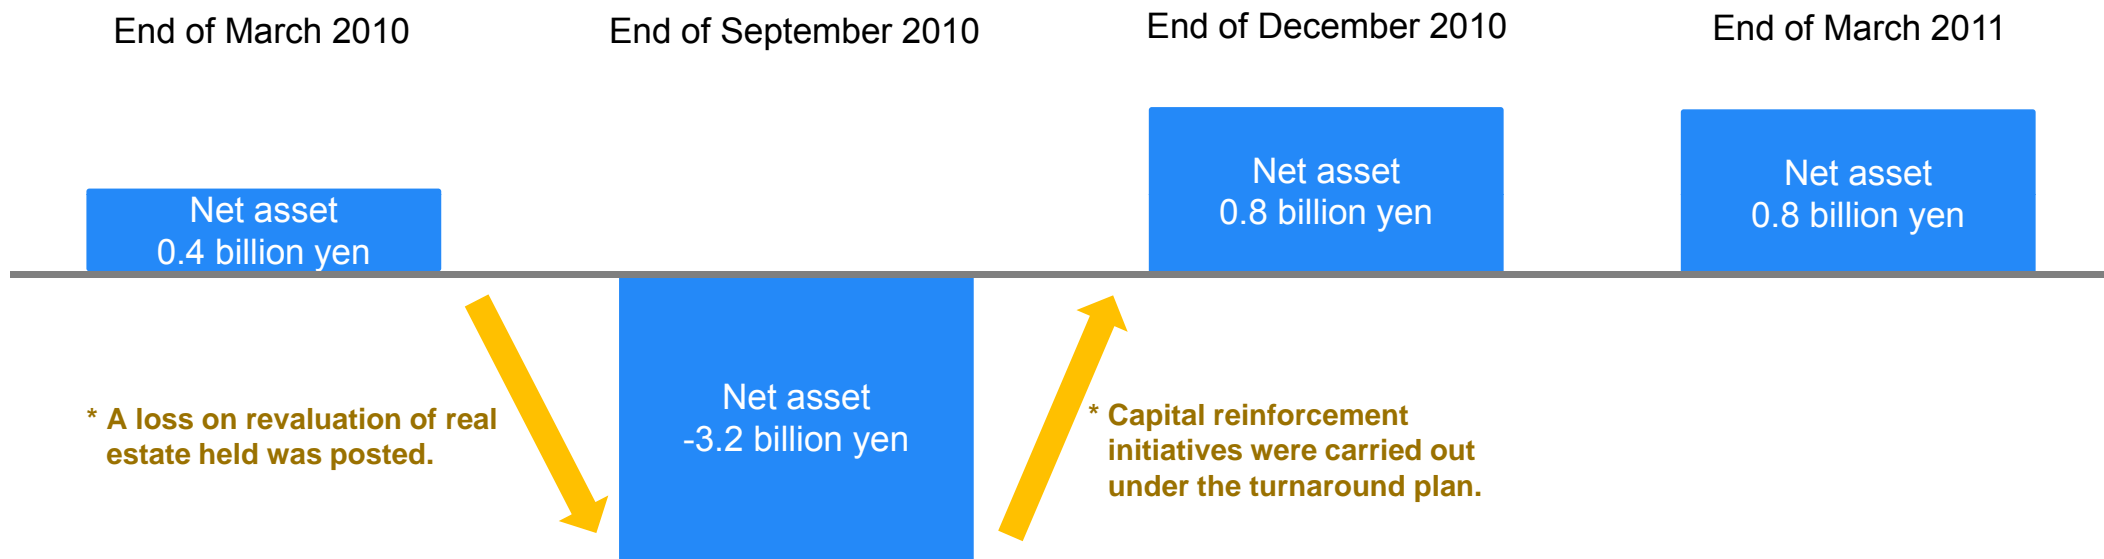 End of March 2010
End of September 2010
End of December 2010
End of March 2011
Net asset
0.4 billion yen
Net asset
-3.2 billion yen
Net asset
0.8 billion yen
Net asset
0.8 billion yen
* A loss on revaluation of real
estate held was posted.
* Capital reinforcement
initiatives were carried out
under the turnaround plan.